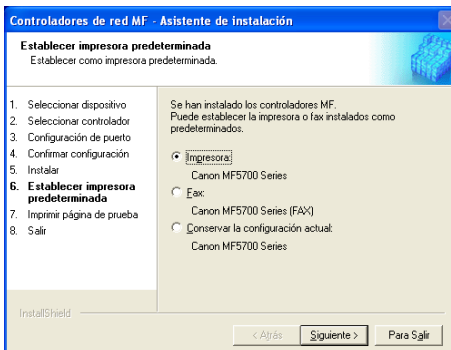 Controladores de red MF - Asistente de instalación
Establecer impresora predeterminada
Establecer como impresora predeterminada.
1. Seleccionar dispositivo
2. Seleccionar controlador
3. Configuración de puerto
4. Confirmar configuración
5. Instalar
6. Establecer impresora
predeterminada
7. Imprimir página de prueba
8. Salir
Se han instalado los controladores MF.
Puede establecer la impresora o fax instalados como
predeterminados.
Impresora:
Canon MF5700 Series
Fax:
Canon MF5700 Series (FAX)
Conservar la configuración actual:
Canon MF5700 Series
InstallShield
< Atrás
Siguiente >
Para Salir